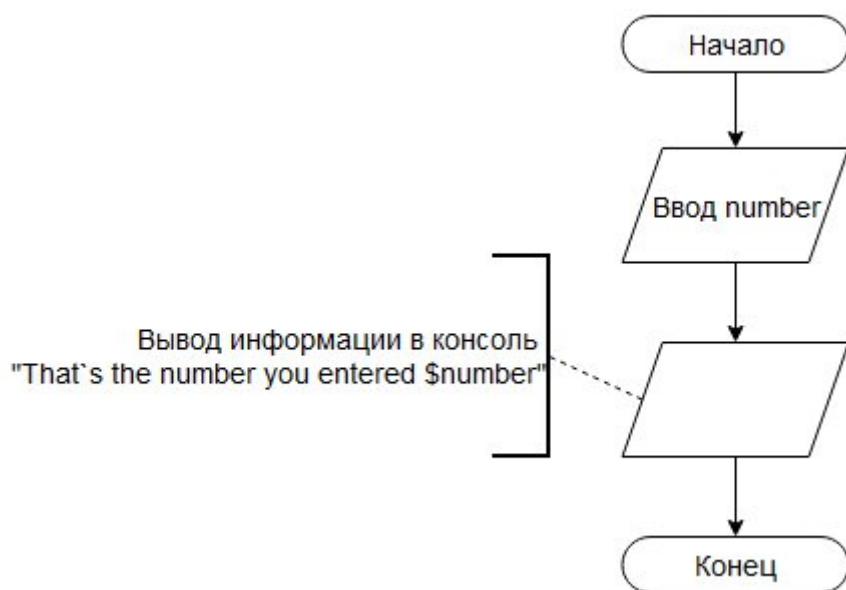 Начало
Ввод number
Вывод информации в консоль
"That`s the number you entered $number"
Конец